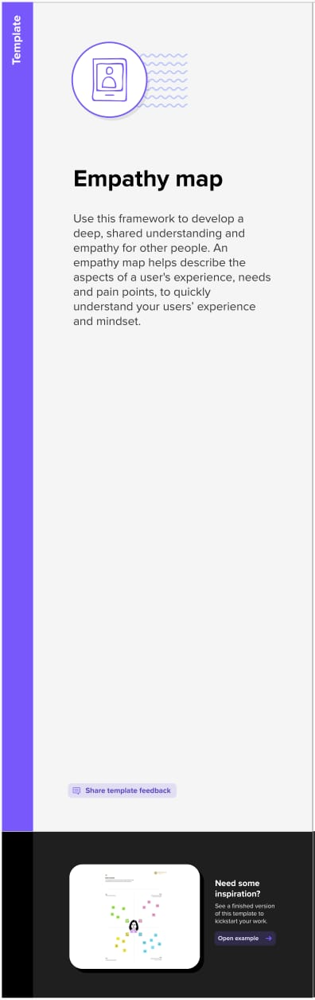 Template
Empathy map
Use this framework to develop a
deep, shared understanding and
empathy for other people. An
empathy map helps describe the
aspects of a user's experience, needs
and pain points, to quickly
understand your users’ experience
and mindset.
Share template feedback
Need some
inspiration?
See a finished version
of this template to
kickstart your work.
Open example